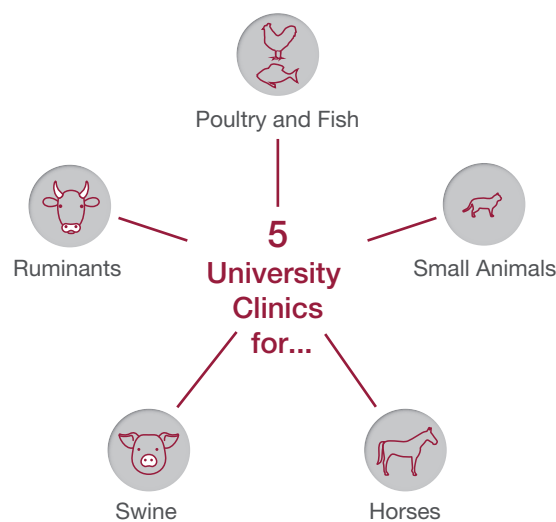 Poultry and Fish
Ruminants
Small Animals
5
University
Clinics
for...
Swine
Horses